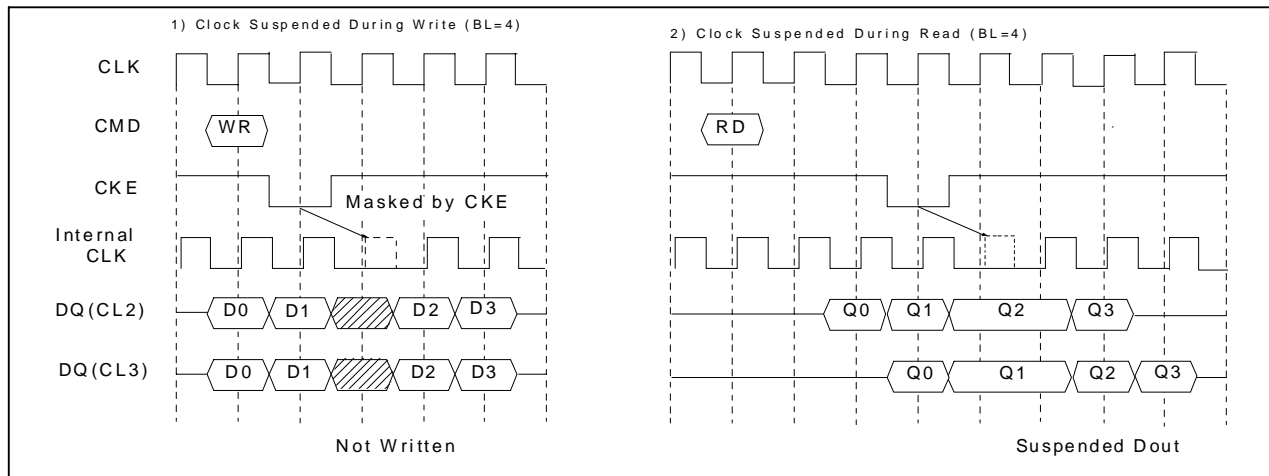 1) Clock Suspended During Write (BL=4)
CLK
CMD
WR
CKE
Masked by CKE
Internal
CLK
DQ(CL2)
D0 D1 D2 D3
DQ(CL3)
D0 D1 D2 D3
Not Written
2) Clock Suspended During Read (BL=4)
RD
Q0 Q1 Q2 Q3
Q0 Q1 Q2 Q3
Suspended Dout